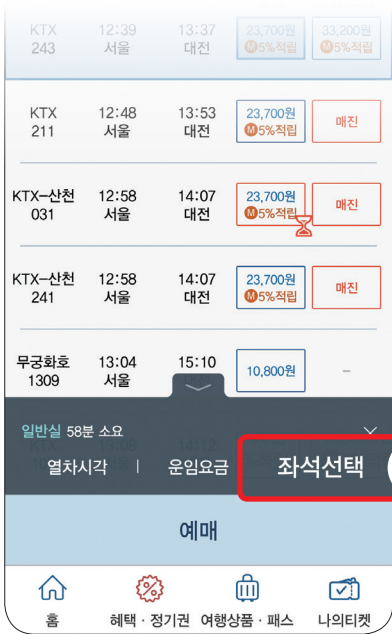 KTX 12:39 13:37 23,700원 33,200원
243 서울 대전 M5%적립 M5%적립
KTX 12:48 13:53 23,700원 매진
211 서울 대전 M5%적립
KTX-산천 12:58 14:07 23,700원 매진
031 서울 대전 M5%적립
KTX-산천 12:58 14:07 23,700원 매진
241 서울 대전 M5%적립
무궁화호 13:04 15:10 10,800원 –
1309 서울
일반실 58분 소요
열차시각 | 운임요금 좌석선택
예매
홈 혜택·정기권 여행상품·패스 나의티켓